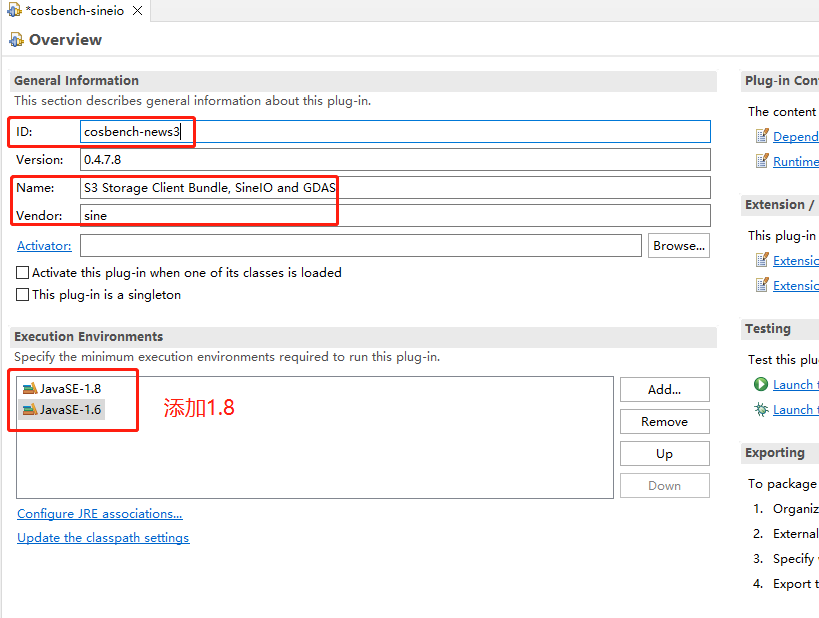 *cosbench-sineio
Overview
General Information
This section describes general information about this plug-in.
ID: cosbench-news3
Version: 0.4.7.8
Name: S3 Storage Client Bundle, SineIO and GDAS
Vendor: sine
Activator: Browse...
Activate this plug-in when one of its classes is loaded
This plug-in is a singleton
Execution Environments
Specify the minimum execution environments required to run this plug-in.
JavaSE-1.8
JavaSE-1.6
添加1.8
Add...
Remove
Up
Down
Configure JRE associations...
Update the classpath settings
Plug-in Con
The content
Depend
Runtime
Extension /
This plug-in
Extensic
Extensic
Testing
Test this plu
Launch t
Launch t
Exporting
To package
1. Organiz
2. External
3. Specify
4. Export t